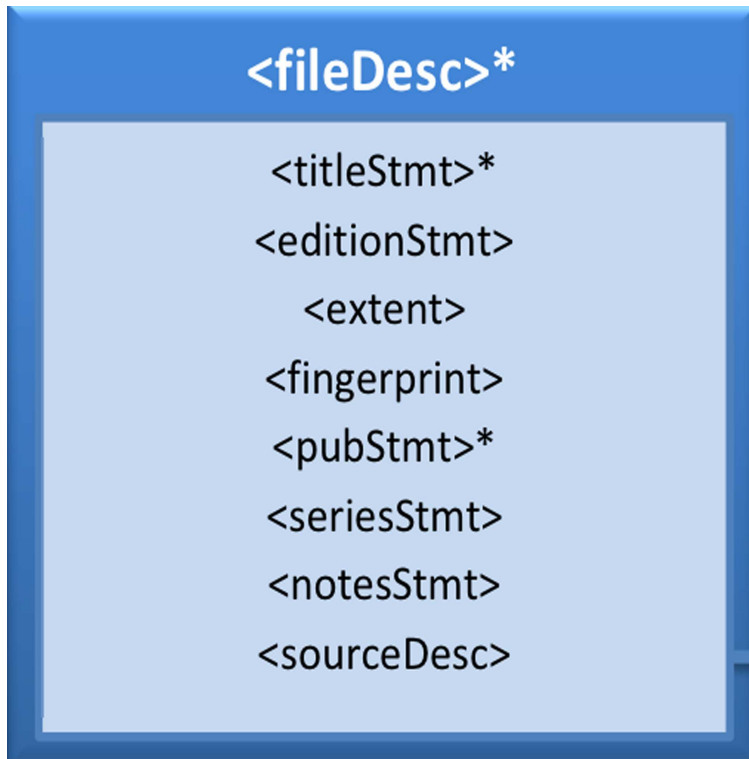 <fileDesc>*
<titleStmt>*
<editionStmt>
<extent>
<fingerprint>
<pubStmt>*
<seriesStmt>
<notesStmt>
<sourceDesc>